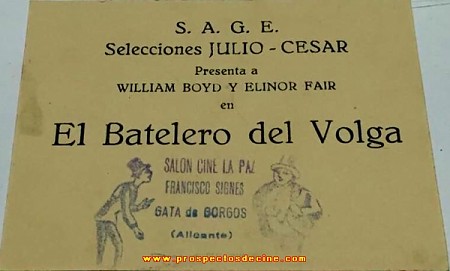 S. A. G. E.
Selecciones JULIO - CESAR
Presenta a
WILLIAM BOYD Y ELINOR FAIR
en
El Batelero del Volga
SALON CINE LA PAZ
FRANCISCO SIGNES
GATA de GORGOS
(Alicante)
www.prospectosdecine.com